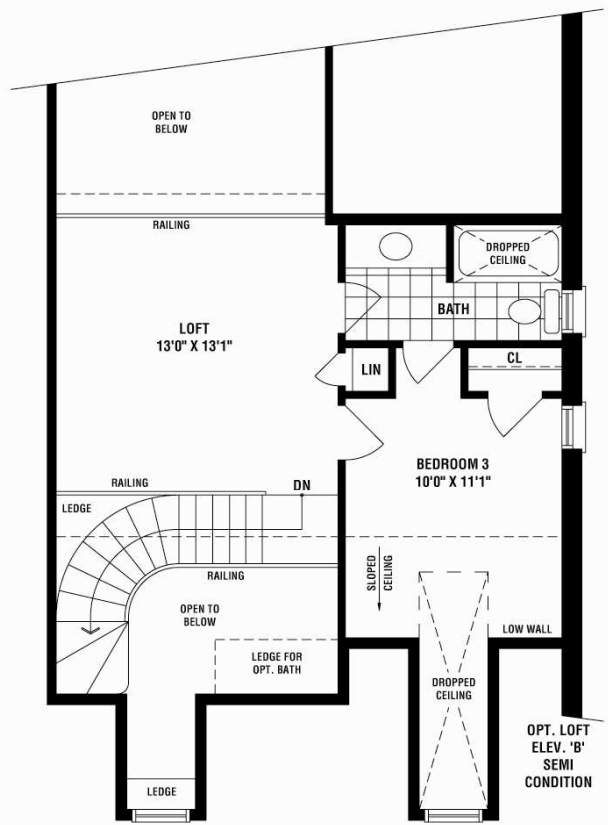 OPEN TO
BELOW
RAILING
DROPPED
CEILING
BATH
LOFT
13'0" X 13'1"
LIN
CL
BEDROOM 3
10'0" X 11'1"
RAILING
DN
LEDGE
SLOPED
CEILING
RAILING
OPEN TO
BELOW
LOW WALL
LEDGE FOR
OPT. BATH
DROPPED
CEILING
OPT. LOFT
ELEV. 'B'
SEMI
CONDITION
LEDGE